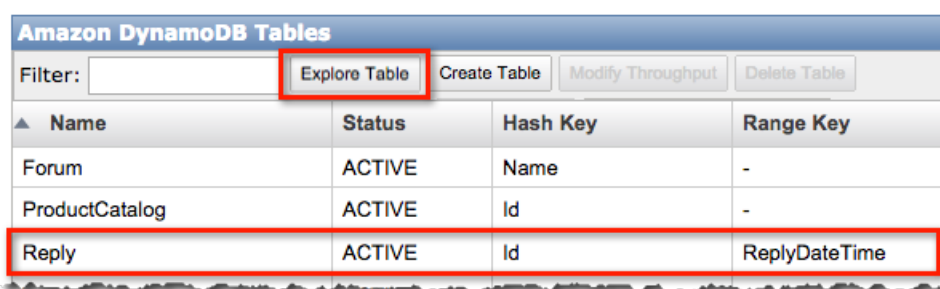 Amazon DynamoDB Tables
Filter: Explore Table Create Table Modify Throughput Delete Table
Name Status Hash Key Range Key
Forum ACTIVE Name -
ProductCatalog ACTIVE Id -
Reply ACTIVE Id ReplyDateTime